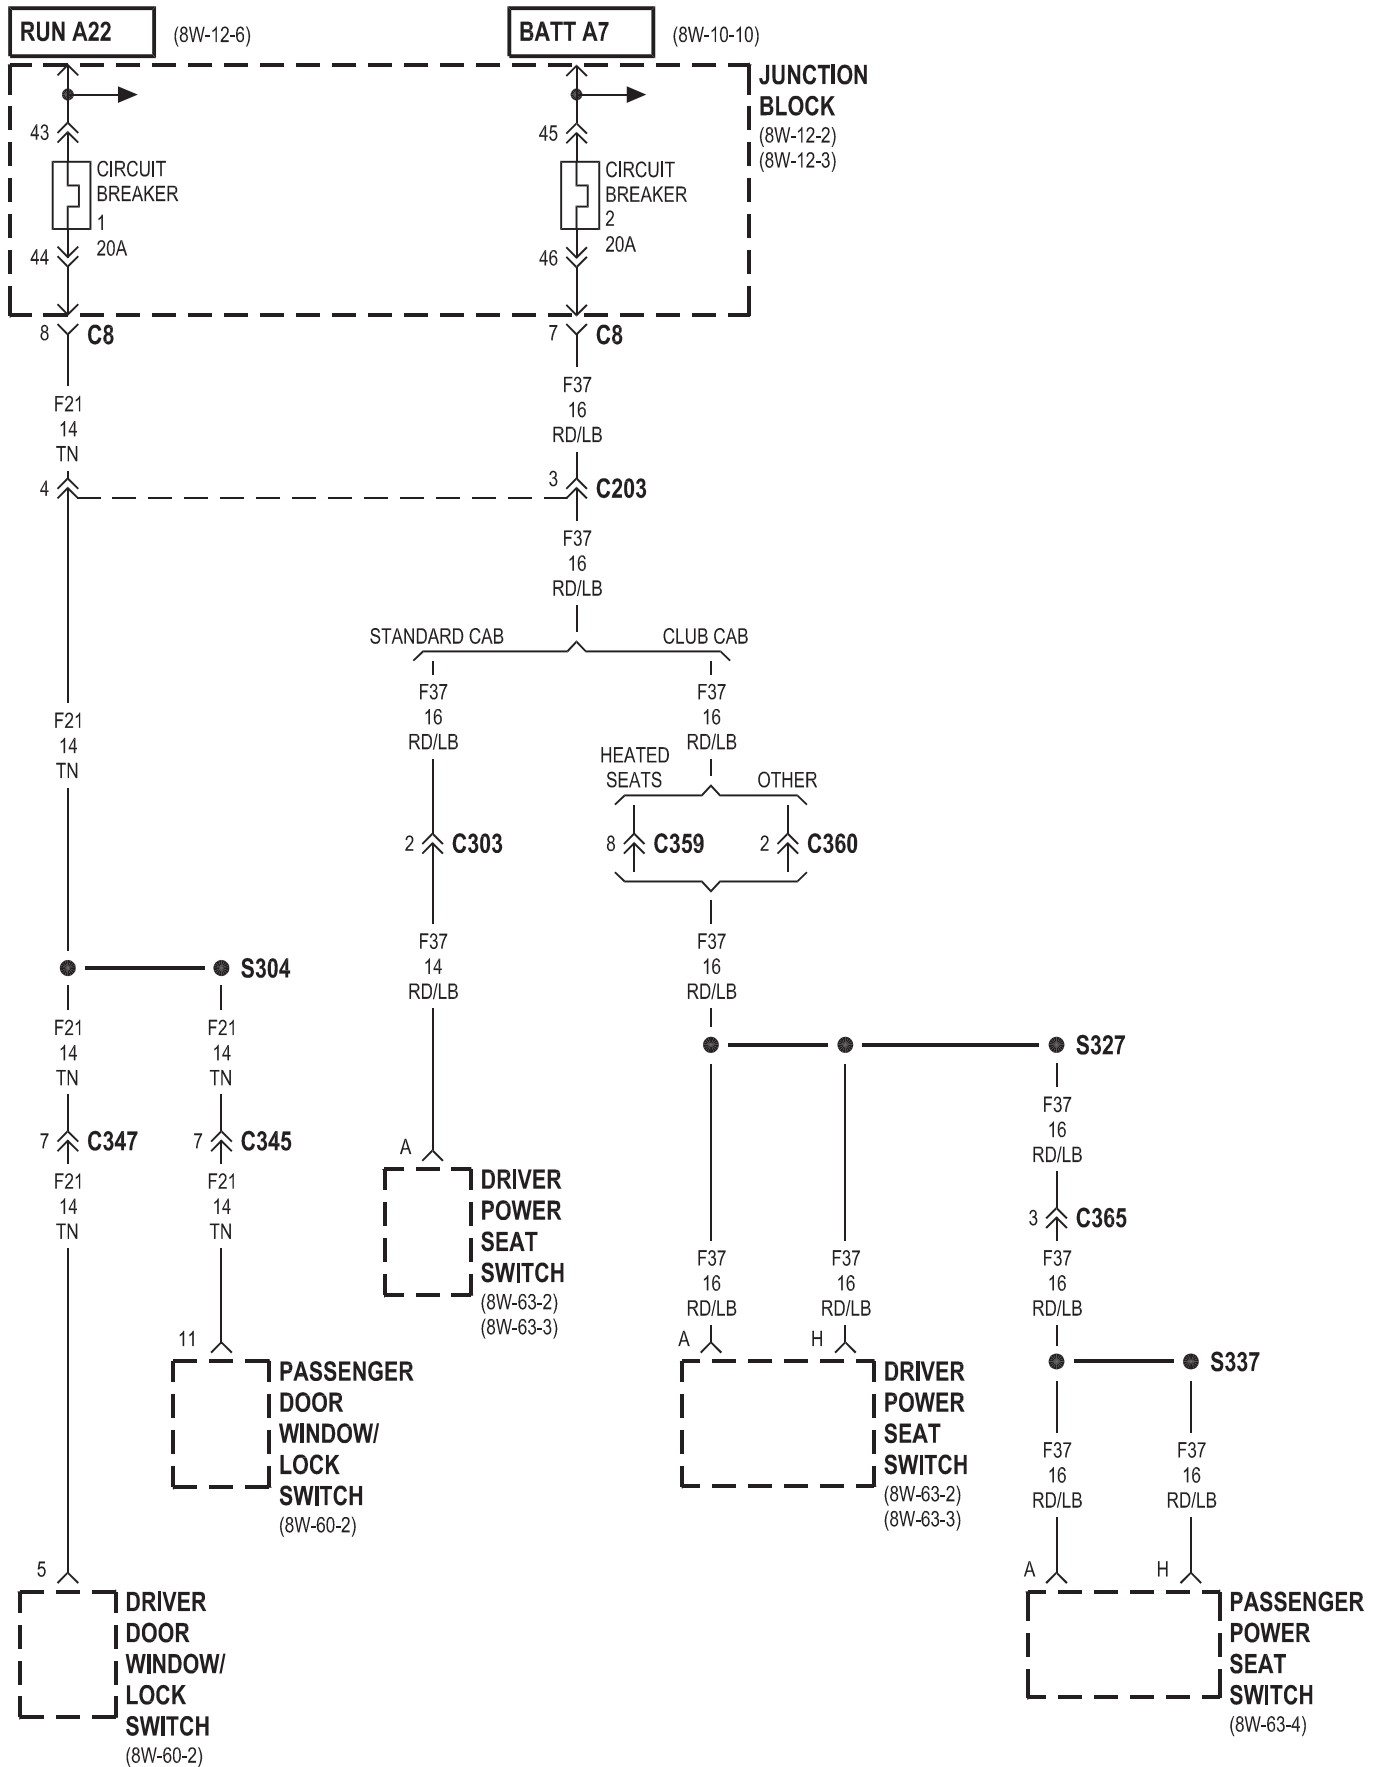 RUN A22
(8W-12-6)
BATT A7
(8W-10-10)
JUNCTION
BLOCK
(8W-12-2)
(8W-12-3)
43
CIRCUIT
BREAKER
1
20A
44
45
CIRCUIT
BREAKER
2
20A
46
8
C8
7
C8
F21
14
TN
F37
16
RD/LB
4
3
C203
F37
16
RD/LB
STANDARD CAB
CLUB CAB
F21
14
TN
F37
16
RD/LB
F37
16
RD/LB
HEATED
SEATS
OTHER
2
C303
8
C359
2
C360
F37
14
RD/LB
F37
16
RD/LB
S304
S327
F21
14
TN
F21
14
TN
F37
16
RD/LB
7
C347
7
C345
A
F21
14
TN
F21
14
TN
DRIVER
POWER
SEAT
SWITCH
(8W-63-2)
(8W-63-3)
3
C365
F37
16
RD/LB
F37
16
RD/LB
F37
16
RD/LB
11
PASSENGER
DOOR
WINDOW/
LOCK
SWITCH
(8W-60-2)
A
H
DRIVER
POWER
SEAT
SWITCH
(8W-63-2)
(8W-63-3)
S337
F37
16
RD/LB
F37
16
RD/LB
5
DRIVER
DOOR
WINDOW/
LOCK
SWITCH
(8W-60-2)
A
H
PASSENGER
POWER
SEAT
SWITCH
(8W-63-4)